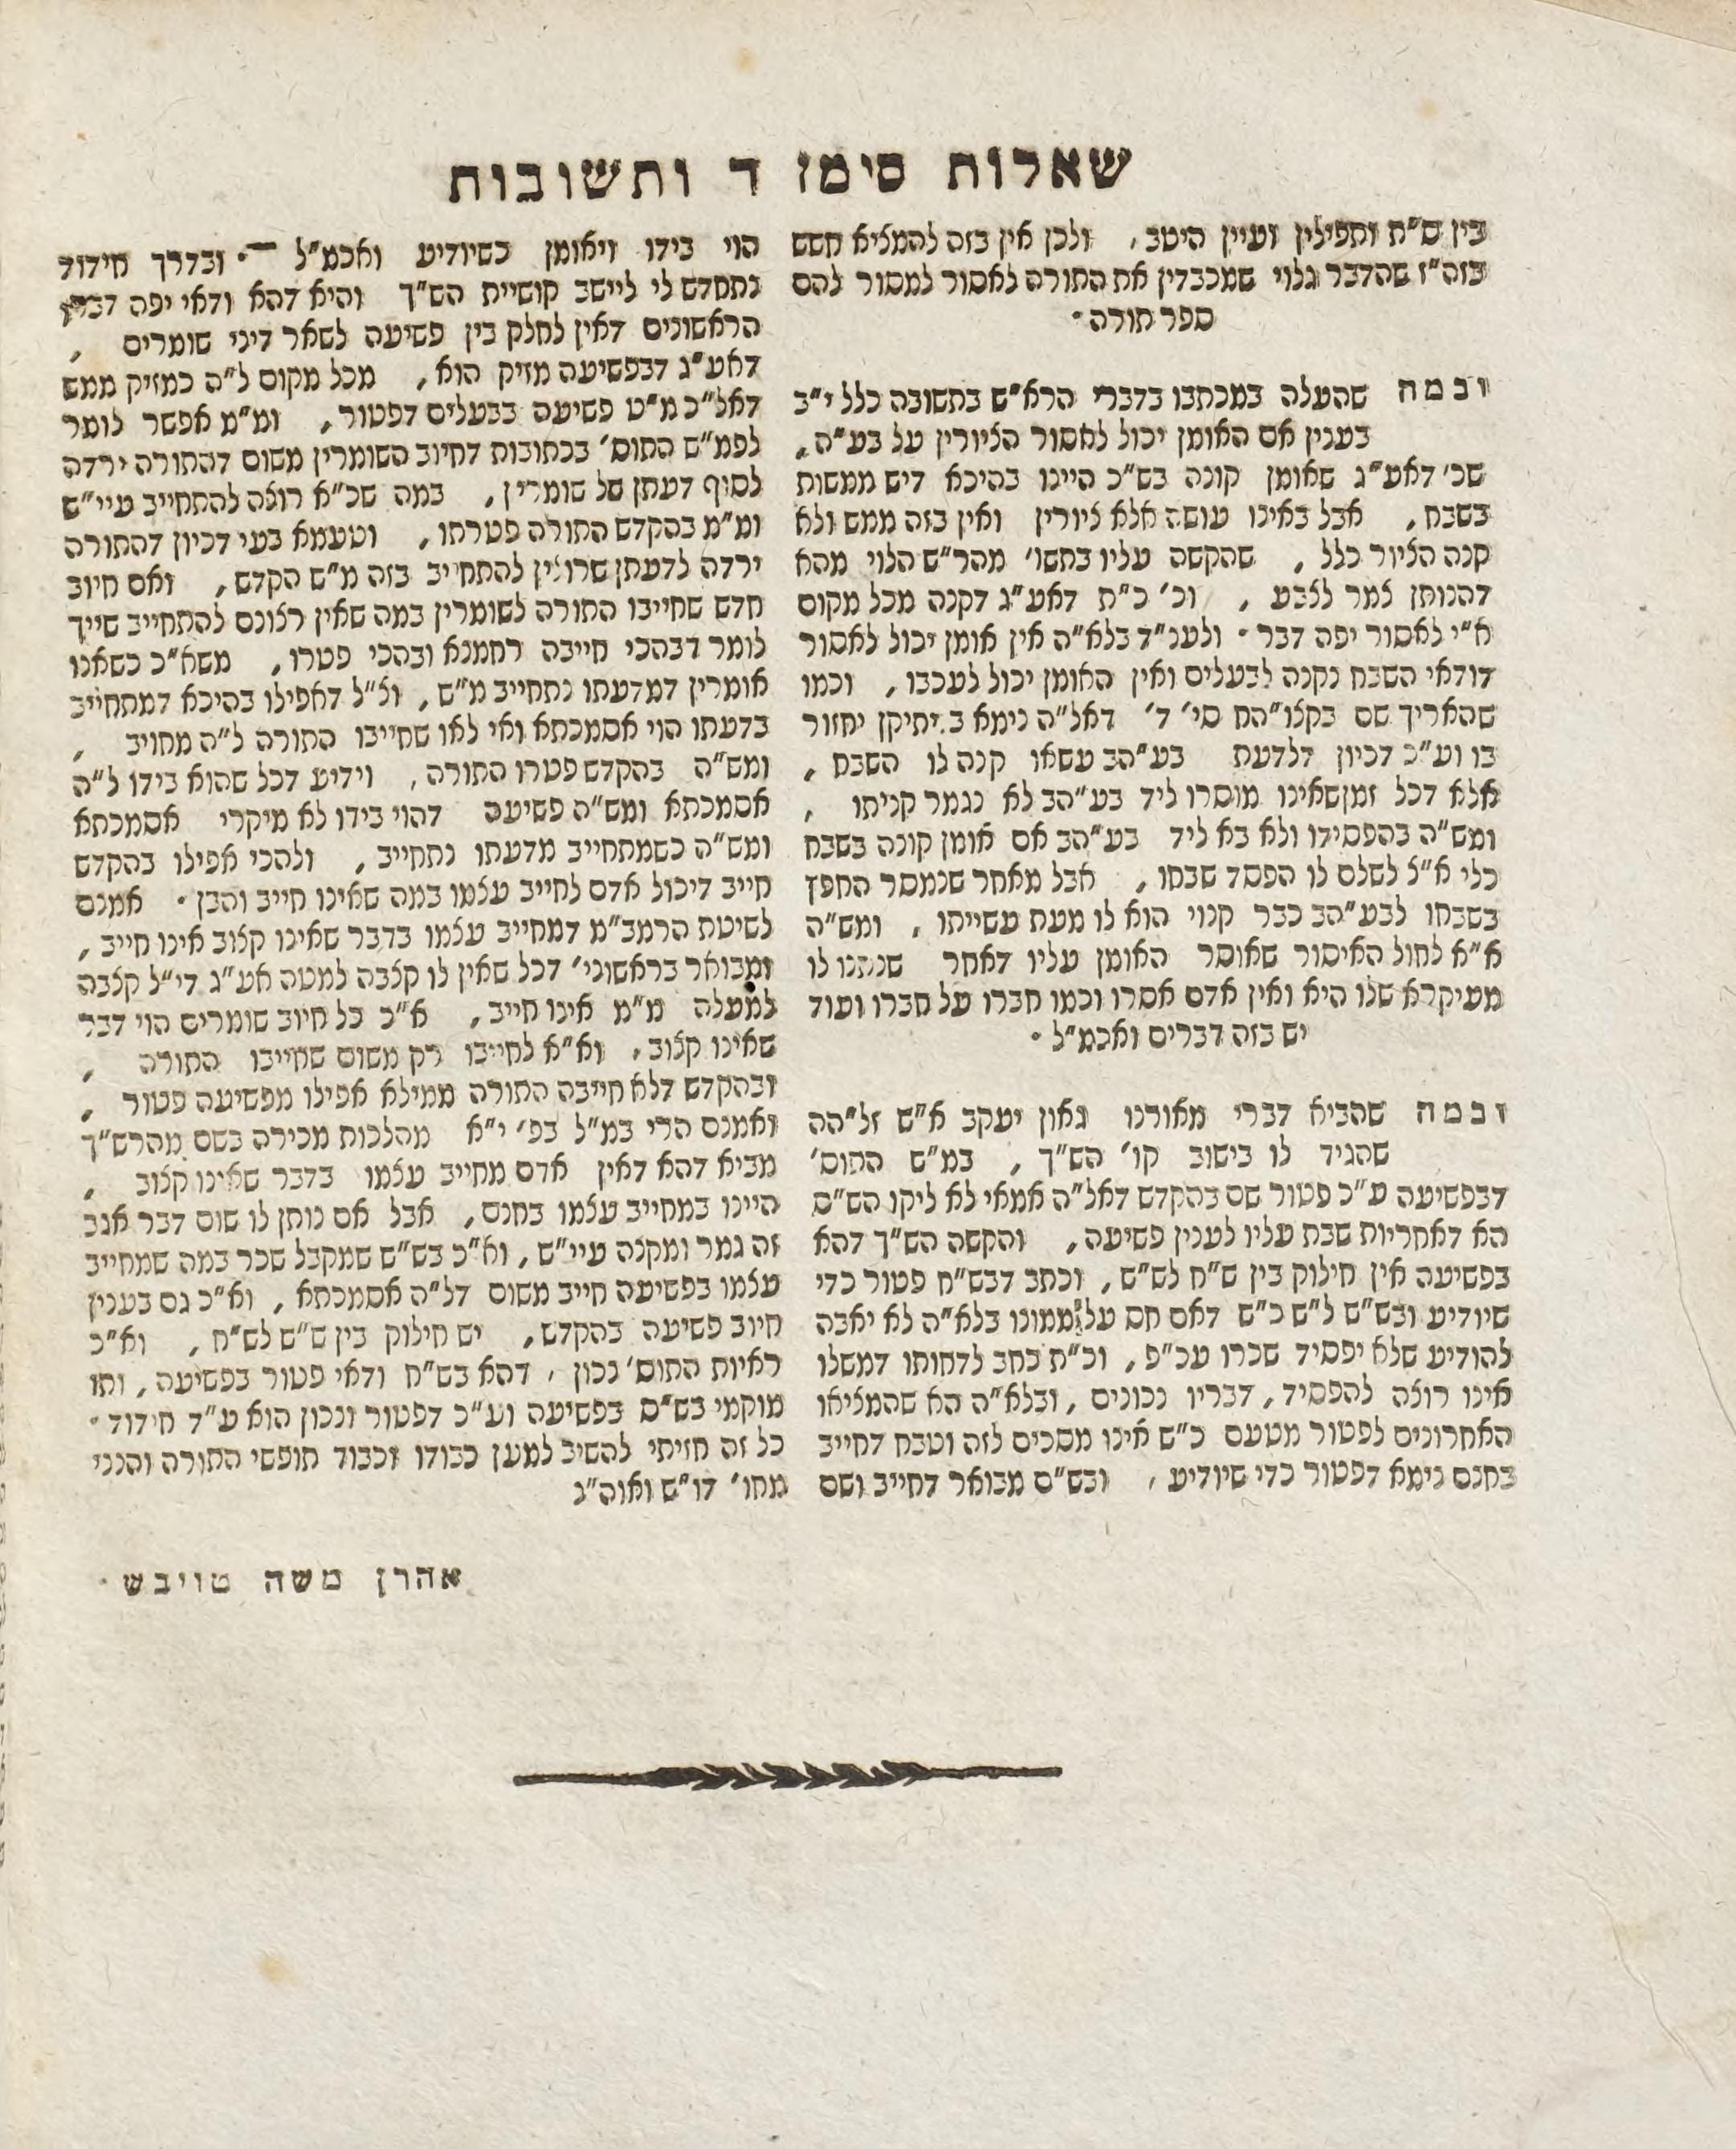 שאלות סימן ד ותשובות
בין ס"ת ותפילין ועיין היטב, ולכן אין בזה להמציא חשש
בזה"ז שהדבר גלוי שמכבדין את התורה לאסור למסור להם
ספר תורה·
ובמה שהעלה במכתבו בדברי הרא"ש בתשובה כלל י"ב
בענין אם האומן יכול לאסור הציורין על בע"ה,
שכ' דאע"ג שאומן קונה בש"כ היינו בהיכא דיש ממשות
בשבח, אבל באינו עושה אלא ציורין ואין בזה ממש ולא
קנה הציור כלל, שהקשה עליו בתשו' מהר"ש הלוי מהא
דהנותן צמר לצבע, וכ' כ"ת דאע"ג דקנה מכל מקום
א"י לאסור יפה דבר· ולענ"ד בלא"ה אין אומן יכול לאסור
דודאי השבח נקנה לבעלים ואין האומן יכול לעכבו, וכמו
שהאריך שם בקצו"הח סי' ד' דאל"ה נימא ב יתיקן יחזור
בו וע"כ דכיון דלדעת בע"הב עשאו קנה לו השבח,
אלא דכל זמןשאינו מוסרו ליד בע"הב לא נגמר קניתו,
ומש"ה בהפסידו ולא בא ליד בע"הב אם אומן קונה בשבח
כלי א"צ לשלם לו הפסד שבחו, אבל מאחר שנמסר החפץ
בשבחו לבע"הב כבר קנוי הוא לו מעת עשייתו, ומש"ה
א"א לחול האיסור שאוסר האומן עליו דאחר שנתנו לו
מעיקרא שלו היא ואין אדם אסרו וכמו חברו על חברו ועוד
יש בזה דברים ואכמ"ל·
ובמה שהביא דברי מאורנו גאון יעקב א"ש זל"הה
שהגיד לו בישוב קו' הש"ך, במ"ש התוס'
דבפשיעה ע"כ פטור שם בהקדש דאל"ה אמאי לא ליקו הש"ס
הא דאחריות שבת עליו לענין פשיעה, והקשה הש"ך דהא
בפשיעה אין חילוק בין ש"ח לש"ש, וכתב דבש"ח פטור כדי
שיודיע ובש"ש ל"ש כ"ש דאם חס על ממונו בלא"ה לא יאבה
להודיע שלא יפסיד שכרו עכ"פ, וכ"ת כתב לדחותו דמשלו
אינו רוצה להפסיד, דבריו נכונים, ובלא"ה הא שהמציאו
האחרונים לפטור מטעם כ"ש אינו מסכים לזה וטבח דחייב
בחנם נימא דפטור כדי שיודיע, ובש"ס מבואר דחייב ושם
הוי בידו ויאומן כשיודיע ואכמ"ל —· ובדרך חידוד
נתחדש לי ליישב קושיית הש"ך והיא דהא ודאי יפה דברי
הראשונים דאין לחלק בין פשיעה לשאר דיני שומרים,
דאע"ג דבפשיעה מזיק הוא, מכל מקום ל"ה כמזיק ממש
דאל"כ מ"ט פשיעה בבעלים דפטור, ומ"מ אפשר לומר
לפמ"ש התוס' בכתובות דחיוב השומרין משום דהתורה ירדה
לסוף דעתן של שומרין, במה שכ"א רוצה להתחייב עיי"ש
ומ"מ בהקדש התורה פטרתו, וטעמא בעי דכיון דהתורה
ירדה לדעתן שרוצין להתחייב בזה מ"ש הקדש, ואם חיוב
חדש שחייבו התורה לשומרין במה שאין רצונם להתחייב שייך
לומר דבהכי חייבה רחמנא ובהכי פטרו, משא"כ כשאנו
אומרין דמדעתו נתחייב מ"ש, וצ"ל דאפילו בהיכא דמתחייב
בדעתו הוי אסמכתא ואי לאו שחייבו התורה ל"ה מחויב,
ומש"ה בהקדש פטרו התורה, וידיע דכל שהוא בידו ל"ה
אסמכתא ומש"ה פשיעה דהוי בידו לא מיקרי אסמכתא
ומש"ה כשמתחייב מדעתו נתחייב, ולהכי אפילו בהקדש
חייב דיכול אדם לחייב עצמו במה שאינו חייב והבן· אמנם
לשיטת הרמב"מ דמחייב עצמו בדבר שאינו קצוב אינו חייב,
ומבואר בראשוני' דכל שאין לו קצבה למטה אע"ג די"ל קצבה
למעלה מ"מ אינו חייב, א"כ כל חיוב שומרים הוי דבר
שאינו קצוב, וא"א לחייבו רק משום שחייבו התורה,
ובהקדש דלא חייבה התורה ממילא אפילו מפשיעה פטור,
ואמנם הרי במ"ל בפ' י"א מהלכות מכירה בשם מהרש"ך
מביא דהא דאין אדם מחייב עצמו בדבר שאינו קצוב,
היינו במחייב עצמו בחנם, אבל אם נותן לו שום דבר אגב
זה גמר ומקנה עיי"ש, וא"כ בש"ש שמקבל שכר במה שמחייב
עצמו בפשיעה חייב משום דל"ה אסמכתא, וא"כ גם בענין
חיוב פשיעה בהקדש, יש חילוק בין ש"ש לש"ח, וא"כ
ראיות התוס' נכון, דהא בש"ח ודאי פטור בפשיעה, ותו
מוקמי בש"ס בפשיעה וע"כ דפטור ונכון הוא ע"ד חידוד·
כל זה חזיתי להשיב למען כבודו וכבוד תופשי התורה והנני
מחו' דו"ש ואוה"נ
אהרן משה טויבש·